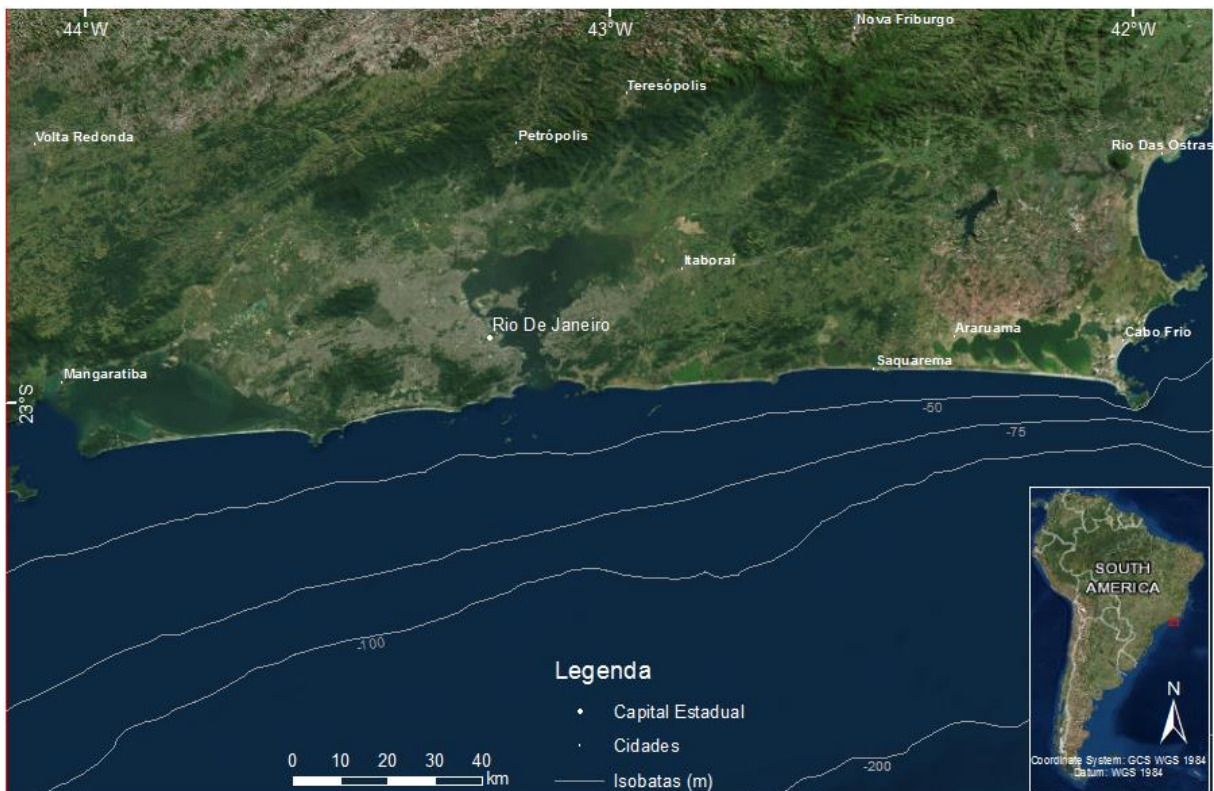 44°W
43°W
Nova Friburgo
42°W
Teresópolis
Volta Redonda
Petrópolis
Rio Das Ostras
Itaboraí
Rio De Janeiro
Araruama
Cabo Frio
Saquarema
Mangaratiba
23°S
-50
-75
-100
-200
Legenda
Capital Estadual
Cidades
Isobatas (m)
0 10 20 30 40
km
SOUTH
AMERICA
N
Coordinate System: GCS WGS 1984
Datum: WGS 1984